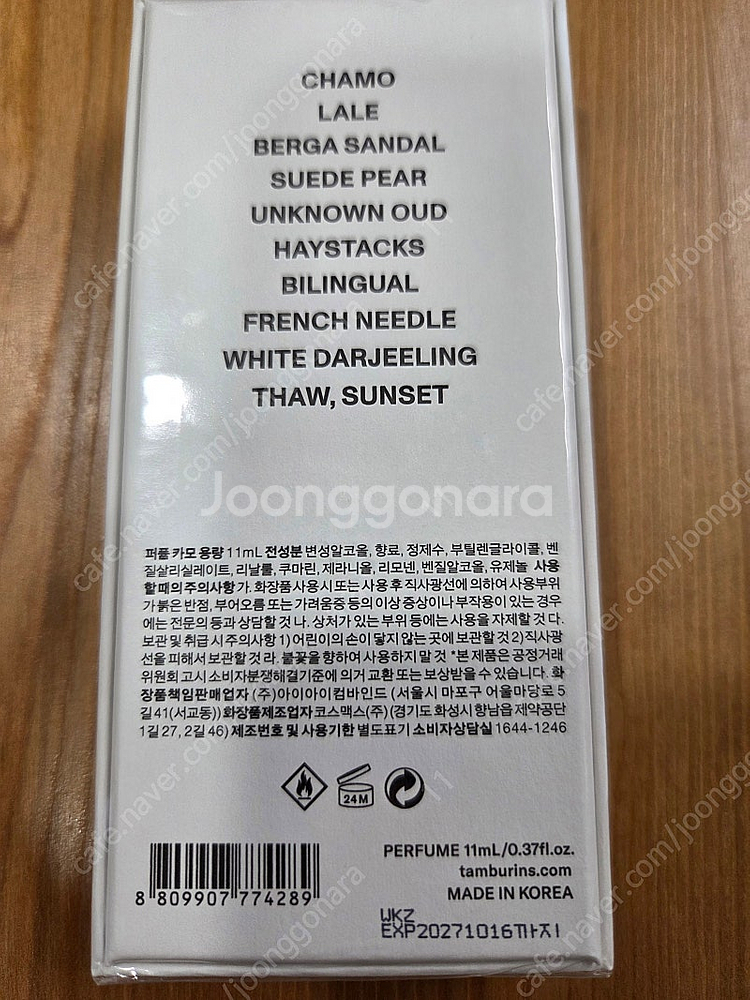 CHAMO
LALE
BERGA SANDAL
SUEDE PEAR
UNKNOWN OUD
HAYSTACKS
BILINGUAL
FRENCH NEEDLE
WHITE DARJEELING
THAW, SUNSET
Joonggonara
퍼퓸 카모 용량 11mL 전성분 변성알코올, 향료, 정제수, 부틸렌글라이콜, 벤
질살리실레이트, 리날룰, 쿠마린, 제라니올, 리모넨, 벤질알코올, 유제놀 사용
할 때의 주의사항 가. 화장품 사용 시 또는 사용 후 직사광선에 의하여 사용부위
가 붉은 반점, 부어오름 또는 가려움증 등의 이상 증상이나 부작용이 있는 경우
에는 전문의 등과 상담할 것 나. 상처가 있는 부위 등에는 사용을 자제할 것 다.
보관 및 취급 시 주의사항 1) 어린이의 손이 닿지 않는 곳에 보관할 것 2) 직사광
선을 피해서 보관할 것 라. 불꽃을 향하여 사용하지 말 것 *본 제품은 공정거래
위원회 고시 소비자분쟁해결기준에 의거 교환 또는 보상받을 수 있습니다. 화
장품책임판매업자 (주)아이아이컴바인드 (서울시 마포구 어울마당로 5
길 41(서교동)) 화장품제조업자 코스맥스(주) (경기도 화성시 향남읍 제약공단
1길 27, 2길 46) 제조번호 및 사용기한 별도표기 소비자상담실 1644-1246
24M
PERFUME 11mL/0.37fl.oz.
tamburins.com
MADE IN KOREA
8 809907 774289
WKZ
EXP20271016까지
cafe.naver.com/joonggonara